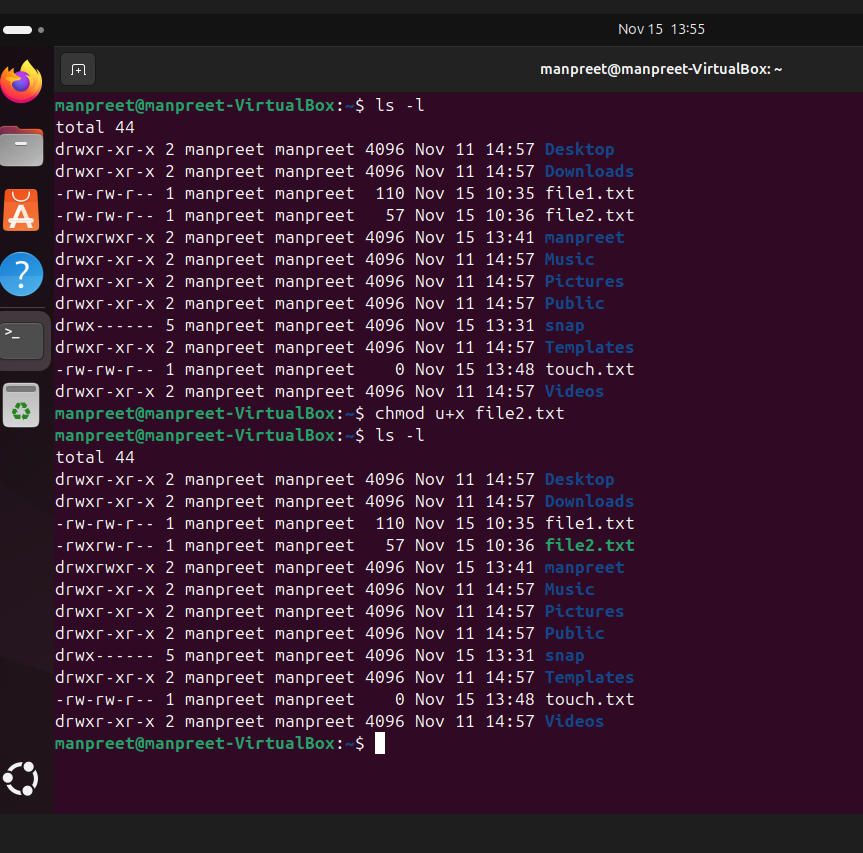 Nov 15 13:55
manpreet@manpreet-VirtualBox: ~
manpreet@manpreet-VirtualBox:~$ ls -l
total 44
drwxr-xr-x 2 manpreet manpreet 4096 Nov 11 14:57 Desktop
drwxr-xr-x 2 manpreet manpreet 4096 Nov 11 14:57 Downloads
-rw-rw-r-- 1 manpreet manpreet  110 Nov 15 10:35 file1.txt
-rw-rw-r-- 1 manpreet manpreet   57 Nov 15 10:36 file2.txt
drwxrwxr-x 2 manpreet manpreet 4096 Nov 15 13:41 manpreet
drwxr-xr-x 2 manpreet manpreet 4096 Nov 11 14:57 Music
drwxr-xr-x 2 manpreet manpreet 4096 Nov 11 14:57 Pictures
drwxr-xr-x 2 manpreet manpreet 4096 Nov 11 14:57 Public
drwx------ 5 manpreet manpreet 4096 Nov 15 13:31 snap
drwxr-xr-x 2 manpreet manpreet 4096 Nov 11 14:57 Templates
-rw-rw-r-- 1 manpreet manpreet    0 Nov 15 13:48 touch.txt
drwxr-xr-x 2 manpreet manpreet 4096 Nov 11 14:57 Videos
manpreet@manpreet-VirtualBox:~$ chmod u+x file2.txt
manpreet@manpreet-VirtualBox:~$ ls -l
total 44
drwxr-xr-x 2 manpreet manpreet 4096 Nov 11 14:57 Desktop
drwxr-xr-x 2 manpreet manpreet 4096 Nov 11 14:57 Downloads
-rw-rw-r-- 1 manpreet manpreet  110 Nov 15 10:35 file1.txt
-rwxrw-r-- 1 manpreet manpreet   57 Nov 15 10:36 file2.txt
drwxrwxr-x 2 manpreet manpreet 4096 Nov 15 13:41 manpreet
drwxr-xr-x 2 manpreet manpreet 4096 Nov 11 14:57 Music
drwxr-xr-x 2 manpreet manpreet 4096 Nov 11 14:57 Pictures
drwxr-xr-x 2 manpreet manpreet 4096 Nov 11 14:57 Public
drwx------ 5 manpreet manpreet 4096 Nov 15 13:31 snap
drwxr-xr-x 2 manpreet manpreet 4096 Nov 11 14:57 Templates
-rw-rw-r-- 1 manpreet manpreet    0 Nov 15 13:48 touch.txt
drwxr-xr-x 2 manpreet manpreet 4096 Nov 11 14:57 Videos
manpreet@manpreet-VirtualBox:~$